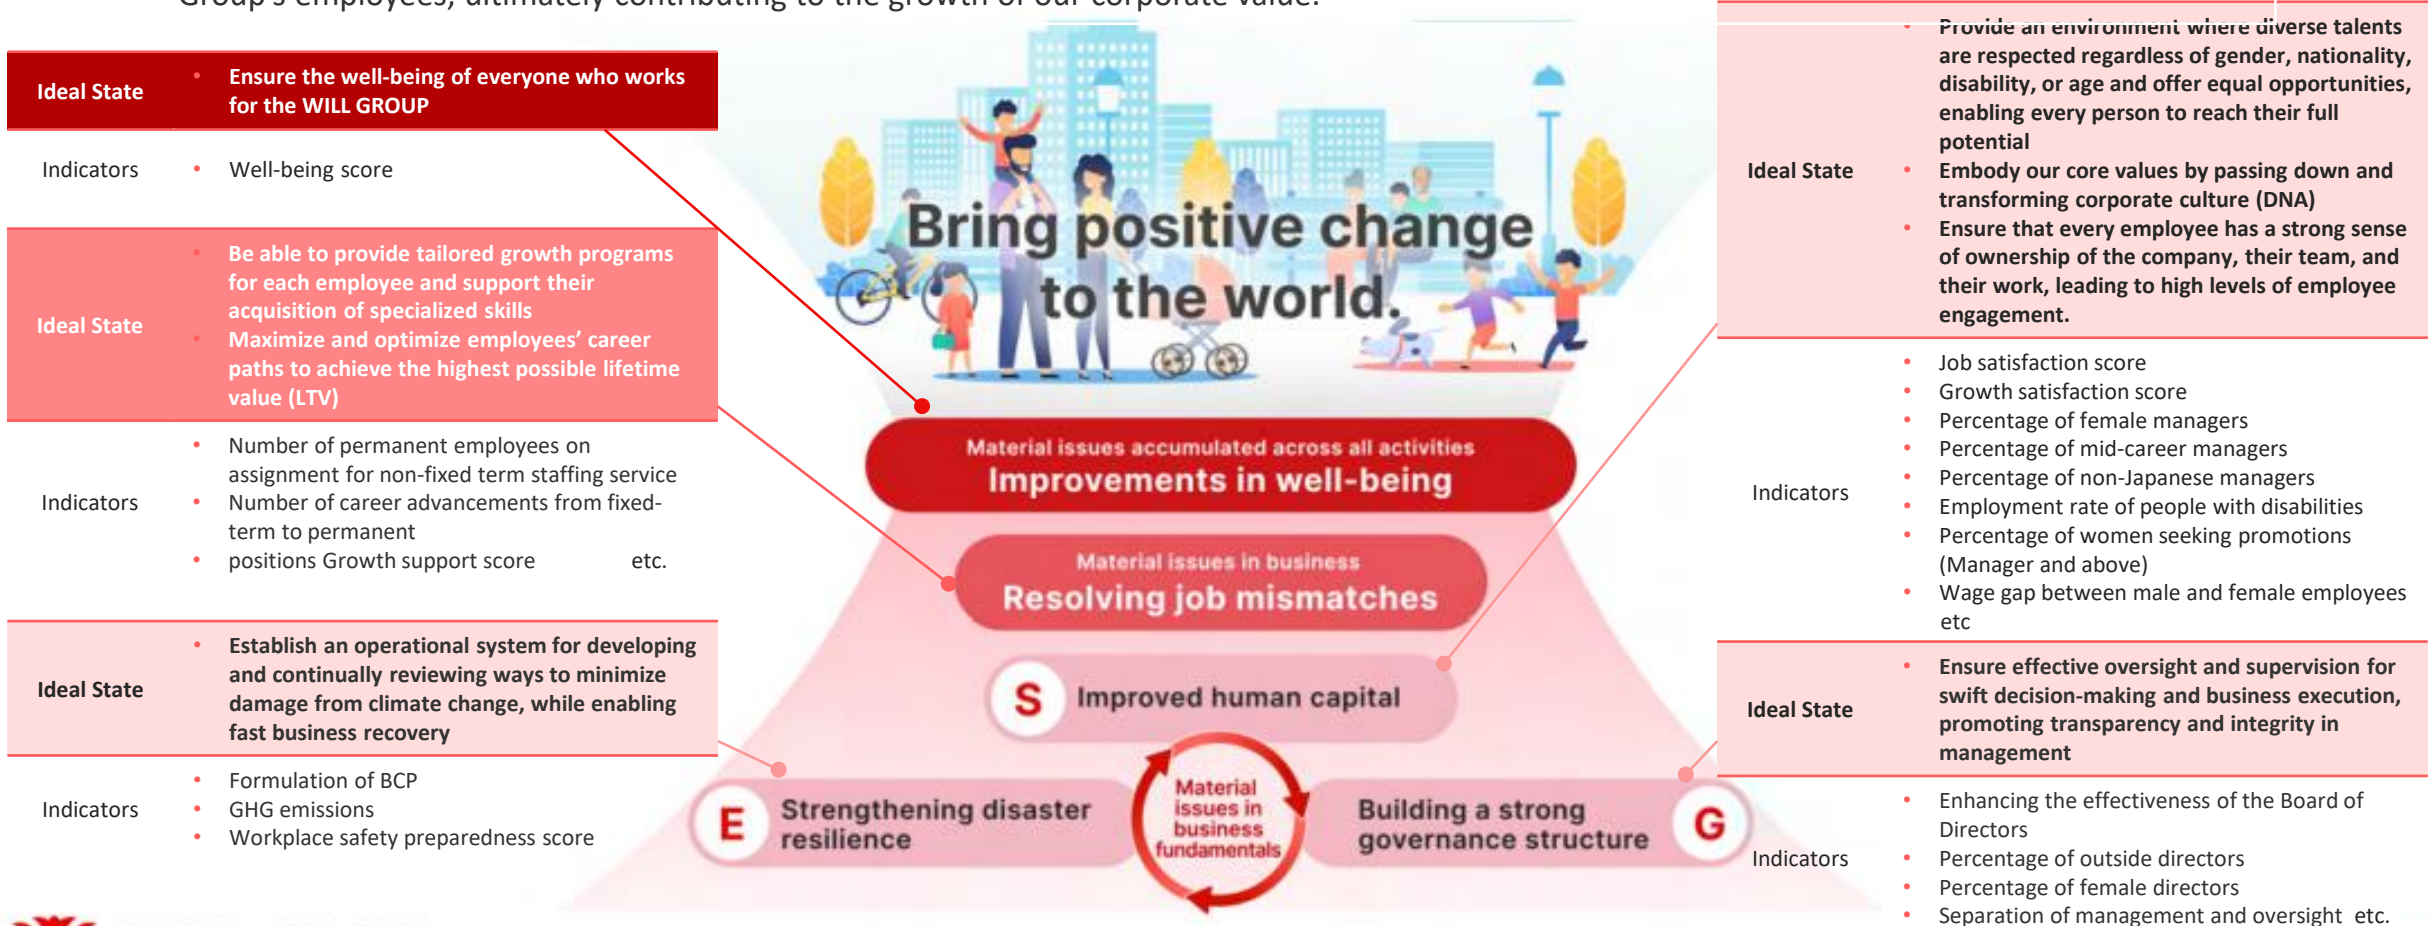 Group's employees, ultimately contributing to the growth of our corporate value.
Ideal State
• Ensure the well-being of everyone who works
for the WILL GROUP
Indicators
• Well-being score
Ideal State
• Be able to provide tailored growth programs
for each employee and support their
acquisition of specialized skills
• Maximize and optimize employees’ career
paths to achieve the highest possible lifetime
value (LTV)
Indicators
• Number of permanent employees on
assignment for non-fixed term staffing service
• Number of career advancements from fixed-
term to permanent
• positions Growth support score etc.
Ideal State
• Establish an operational system for developing
and continually reviewing ways to minimize
damage from climate change, while enabling
fast business recovery
Indicators
• Formulation of BCP
• GHG emissions
• Workplace safety preparedness score
Bring positive change
to the world.
Material issues accumulated across all activities
Improvements in well-being
Material issues in business
Resolving job mismatches
S Improved human capital
E Strengthening disaster
resilience
Material
issues in
business
fundamentals
Building a strong
governance structure G
Ideal State
• Provide an environment where diverse talents
are respected regardless of gender, nationality,
disability, or age and offer equal opportunities,
enabling every person to reach their full
potential
• Embody our core values by passing down and
transforming corporate culture (DNA)
• Ensure that every employee has a strong sense
of ownership of the company, their team, and
their work, leading to high levels of employee
engagement.
Indicators
• Job satisfaction score
• Growth satisfaction score
• Percentage of female managers
• Percentage of mid-career managers
• Percentage of non-Japanese managers
• Employment rate of people with disabilities
• Percentage of women seeking promotions
(Manager and above)
• Wage gap between male and female employees
etc
Ideal State
• Ensure effective oversight and supervision for
swift decision-making and business execution,
promoting transparency and integrity in
management
Indicators
• Enhancing the effectiveness of the Board of
Directors
• Percentage of outside directors
• Percentage of female directors
• Separation of management and oversight etc.